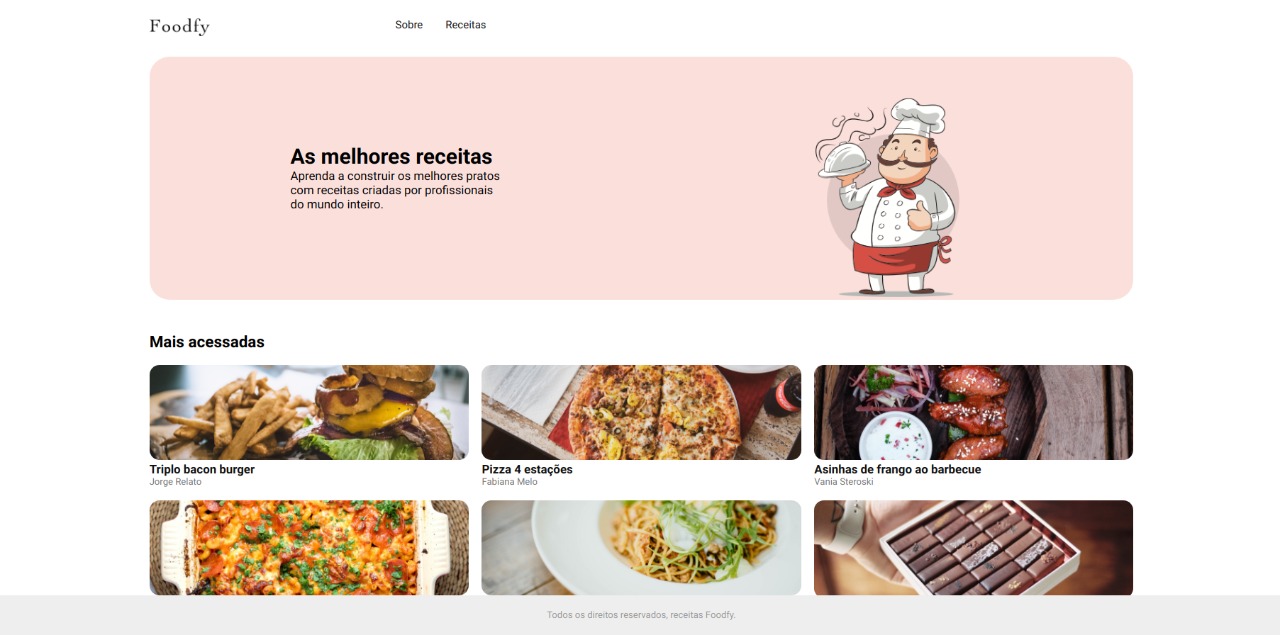 Foodfy
Sobre
Receitas
As melhores receitas
Aprenda a construir os melhores pratos
com receitas criadas por profissionais
do mundo inteiro.
Mais acessadas
Triplo bacon burger
Jorge Relato
Pizza 4 estações
Fabiana Melo
Asinhas de frango ao barbecue
Vania Steroski
Todos os direitos reservados, receitas Foodfy.